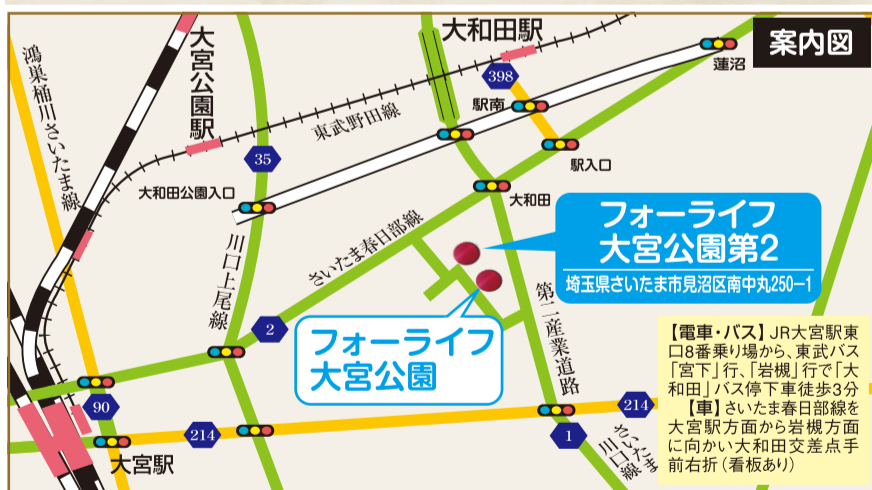 案内図
大和田駅
大宮公園駅
鴻巣桶川さいたま線
東武野田線
398
駅南
蓮沼
35
駅入口
大和田公園入口
大和田
川口上尾線
さいたま春日部線
フォーライフ
大宮公園第2
埼玉県さいたま市見沼区南中丸250−1
第二産業道路
2
フォーライフ
大宮公園
90
214
大宮駅
214
1
さいたま
川口線
【電車・バス】JR大宮駅東
口8番乗り場から、東武バス
「宮下」行、「岩槻」行で「大
和田」バス停下車徒歩3分
【車】さいたま春日部線を
大宮駅方面から岩槻方面
に向かい大和田交差点手
前右折(看板あり)